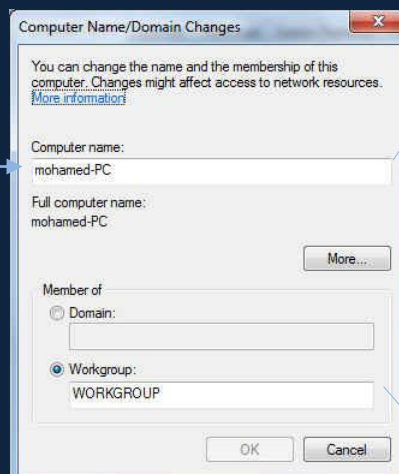 Computer Name/Domain Changes
You can change the name and the membership of this
computer. Changes might affect access to network resources.
More information
Computer name:
mohamed-PC
Full computer name:
mohamed-PC
More...
Member of
Domain:
Workgroup:
WORKGROUP
OK
Cancel